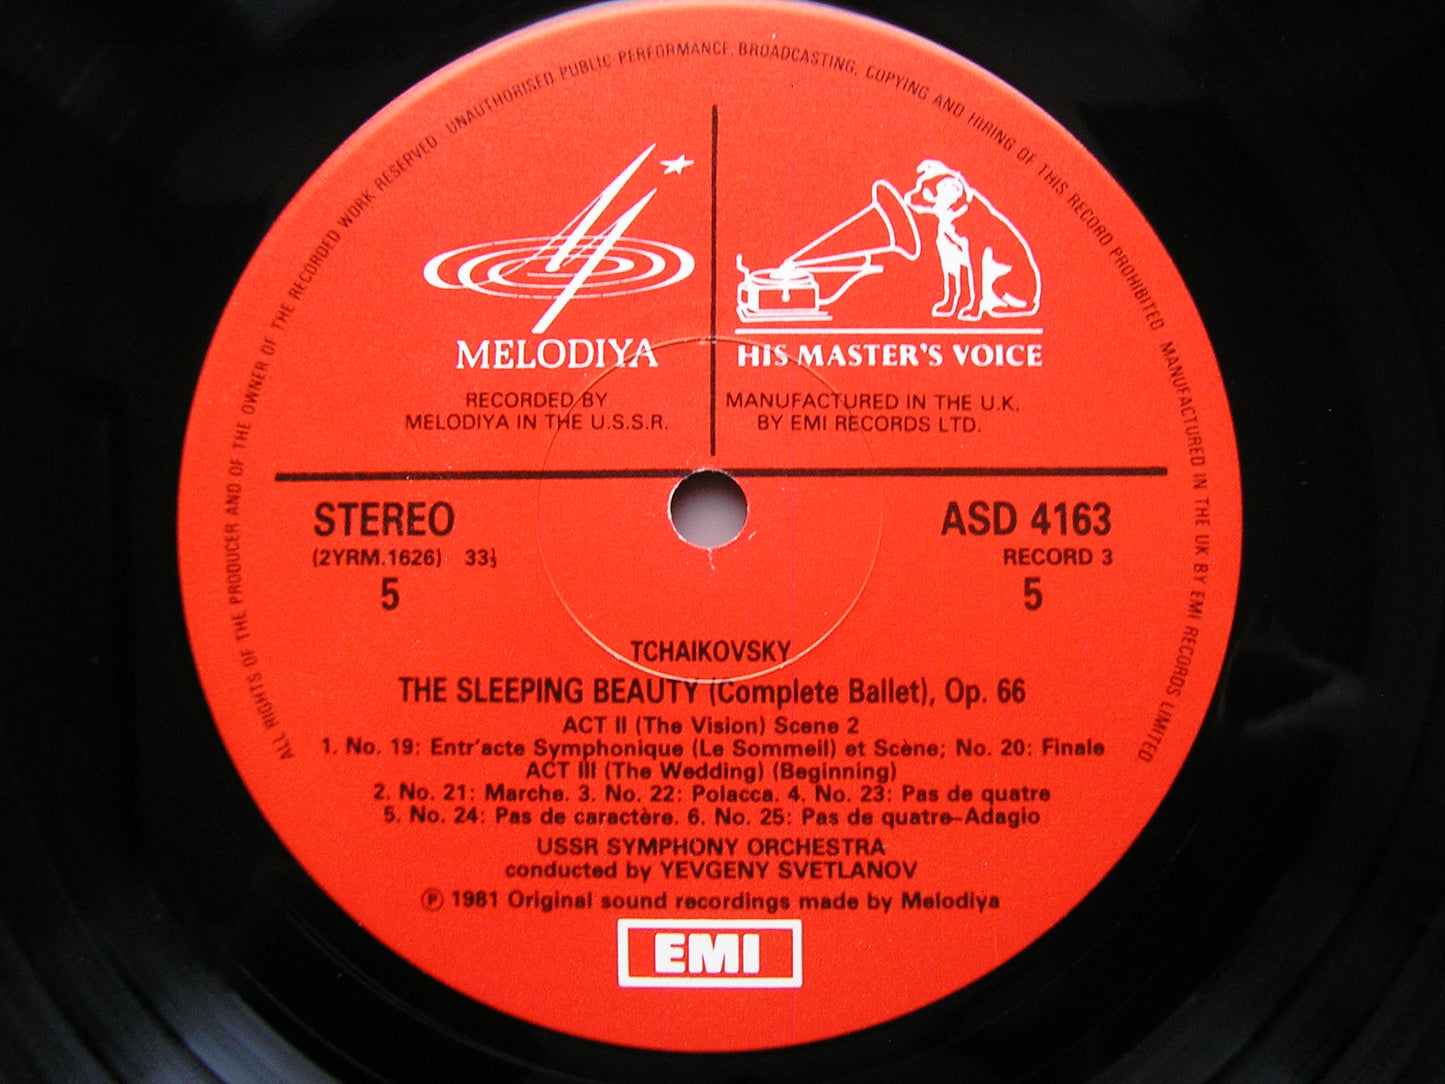 ALL RIGHTS OF THE PRODUCER AND OF THE OWNER OF THE RECORDED WORK RESERVED UNAUTHORISED PUBLIC PERFORMANCE, BROADCASTING, COPYING AND HIRING OF THIS RECORD PROHIBITED MANUFACTURED IN THE UK BY EMI RECORDS LIMITED.
MELODIYA
HIS MASTER'S VOICE
RECORDED BY
MELODIYA IN THE U.S.S.R.
MANUFACTURED IN THE U.K.
BY EMI RECORDS LTD.
STEREO
(2YRM.1626) 33⅓
5
ASD 4163
RECORD 3
5
TCHAIKOVSKY
THE SLEEPING BEAUTY (Complete Ballet), Op. 66
ACT II (The Vision) Scene 2
1. No. 19: Entr'acte Symphonique (Le Sommeil) et Scène; No. 20: Finale
ACT III (The Wedding) (Beginning)
2. No. 21: Marche. 3. No. 22: Polacca. 4. No. 23: Pas de quatre
5. No. 24: Pas de caractère. 6. No. 25: Pas de quatre–Adagio
USSR SYMPHONY ORCHESTRA
conducted by YEVGENY SVETLANOV
℗ 1981 Original sound recordings made by Melodiya
EMI